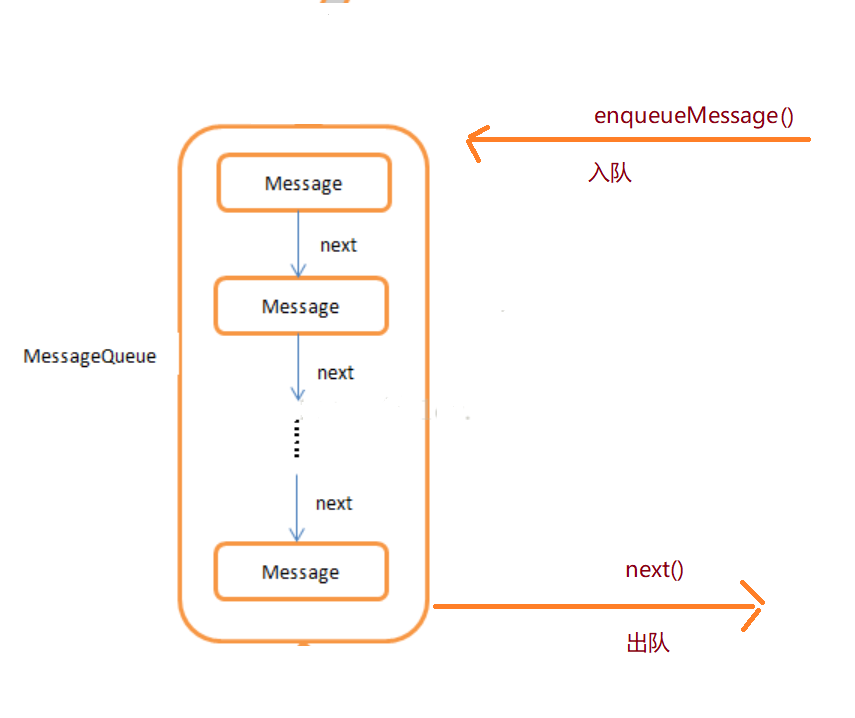 enqueueMessage()
入队
Message
next
Message
MessageQueue
next
next
Message
next()
出队